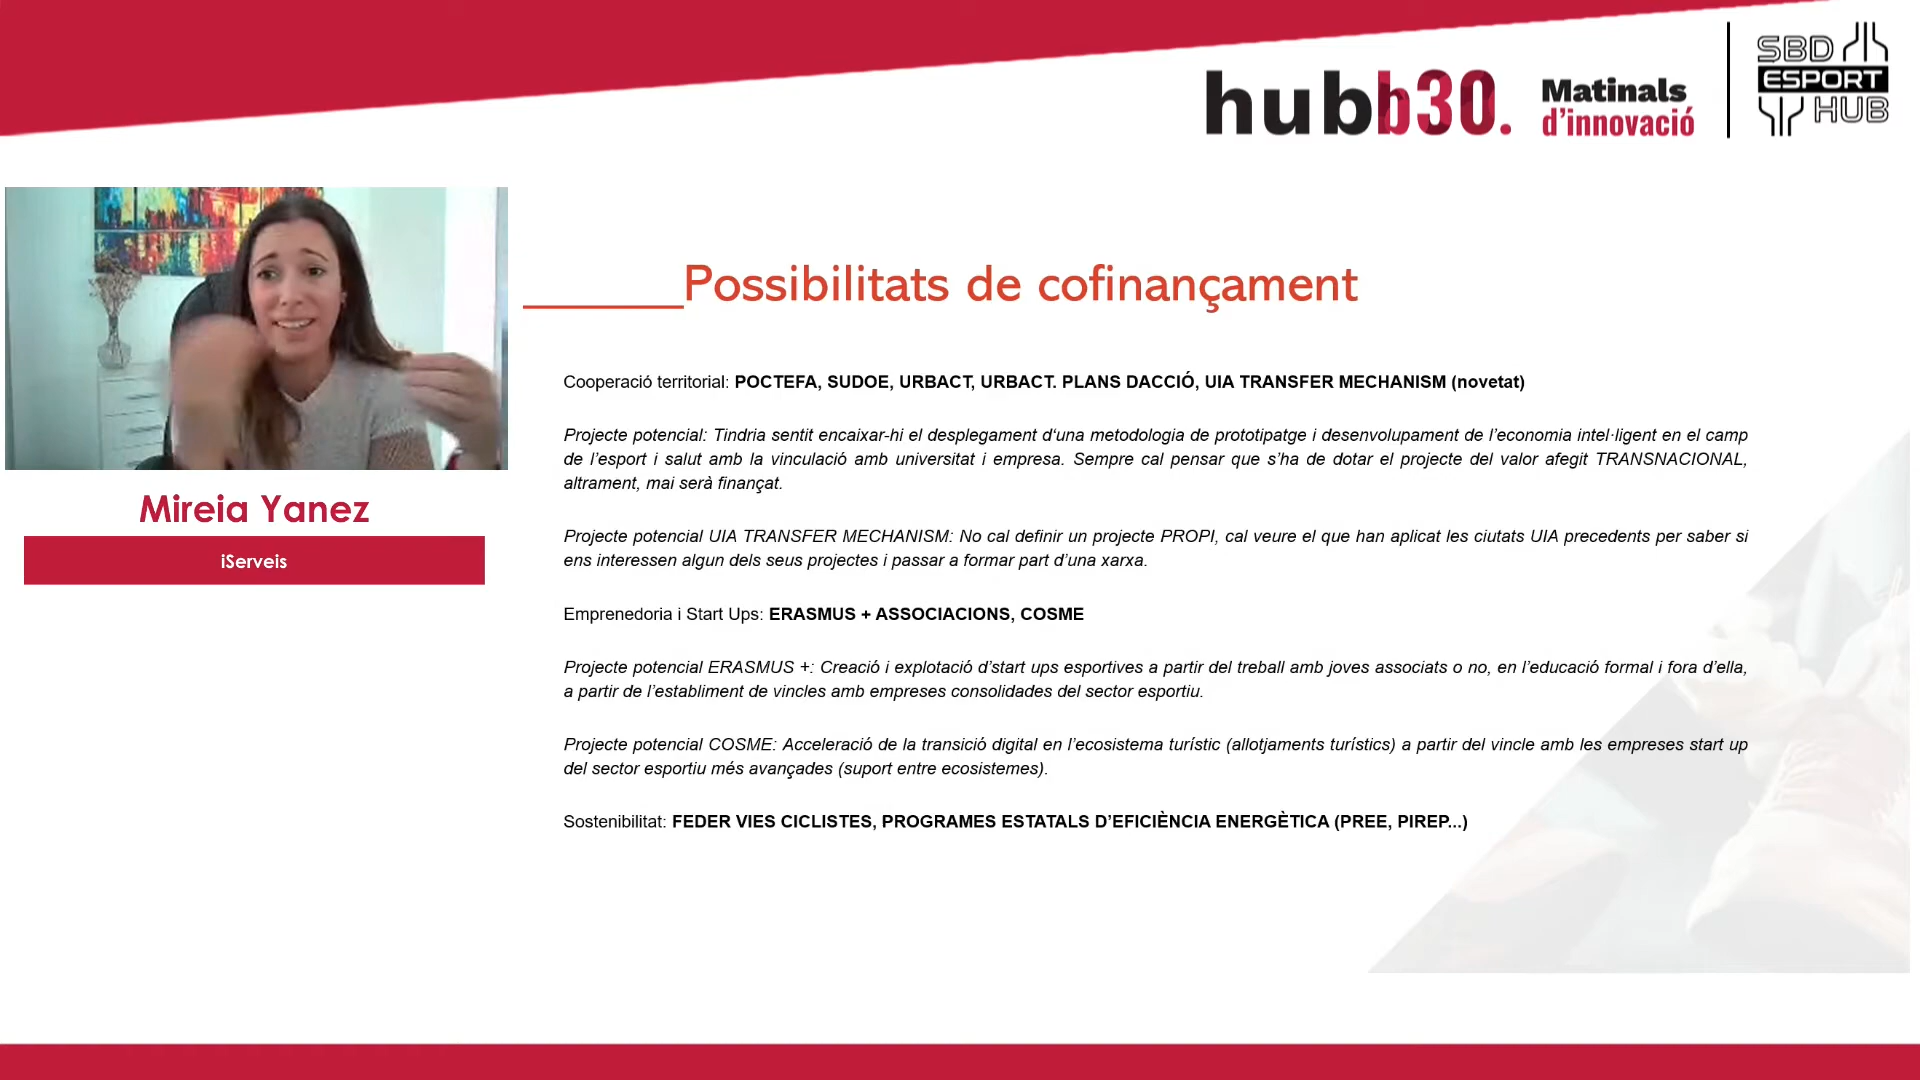 hubb30.
Matinals
d'innovació
SBD
ESPORT
HUB
Mireia Yanez
iServeis
Possibilitats de cofinançament
Cooperació territorial: POCTEFA, SUDOE, URBACT, URBACT. PLANS DACCIÓ, UIA TRANSFER MECHANISM (novetat)
Projecte potencial: Tindria sentit encaixar-hi el desplegament d‘una metodologia de prototipatge i desenvolupament de l’economia intel·ligent en el camp
de l’esport i salut amb la vinculació amb universitat i empresa. Sempre cal pensar que s’ha de dotar el projecte del valor afegit TRANSNACIONAL,
altrament, mai serà finançat.
Projecte potencial UIA TRANSFER MECHANISM: No cal definir un projecte PROPI, cal veure el que han aplicat les ciutats UIA precedents per saber si
ens interessen algun dels seus projectes i passar a formar part d’una xarxa.
Emprenedoria i Start Ups: ERASMUS + ASSOCIACIONS, COSME
Projecte potencial ERASMUS +: Creació i explotació d’start ups esportives a partir del treball amb joves associats o no, en l’educació formal i fora d’ella,
a partir de l’establiment de vincles amb empreses consolidades del sector esportiu.
Projecte potencial COSME: Acceleració de la transició digital en l’ecosistema turístic (allotjaments turístics) a partir del vincle amb les empreses start up
del sector esportiu més avançades (suport entre ecosistemes).
Sostenibilitat: FEDER VIES CICLISTES, PROGRAMES ESTATALS D’EFICIÈNCIA ENERGÈTICA (PREE, PIREP...)